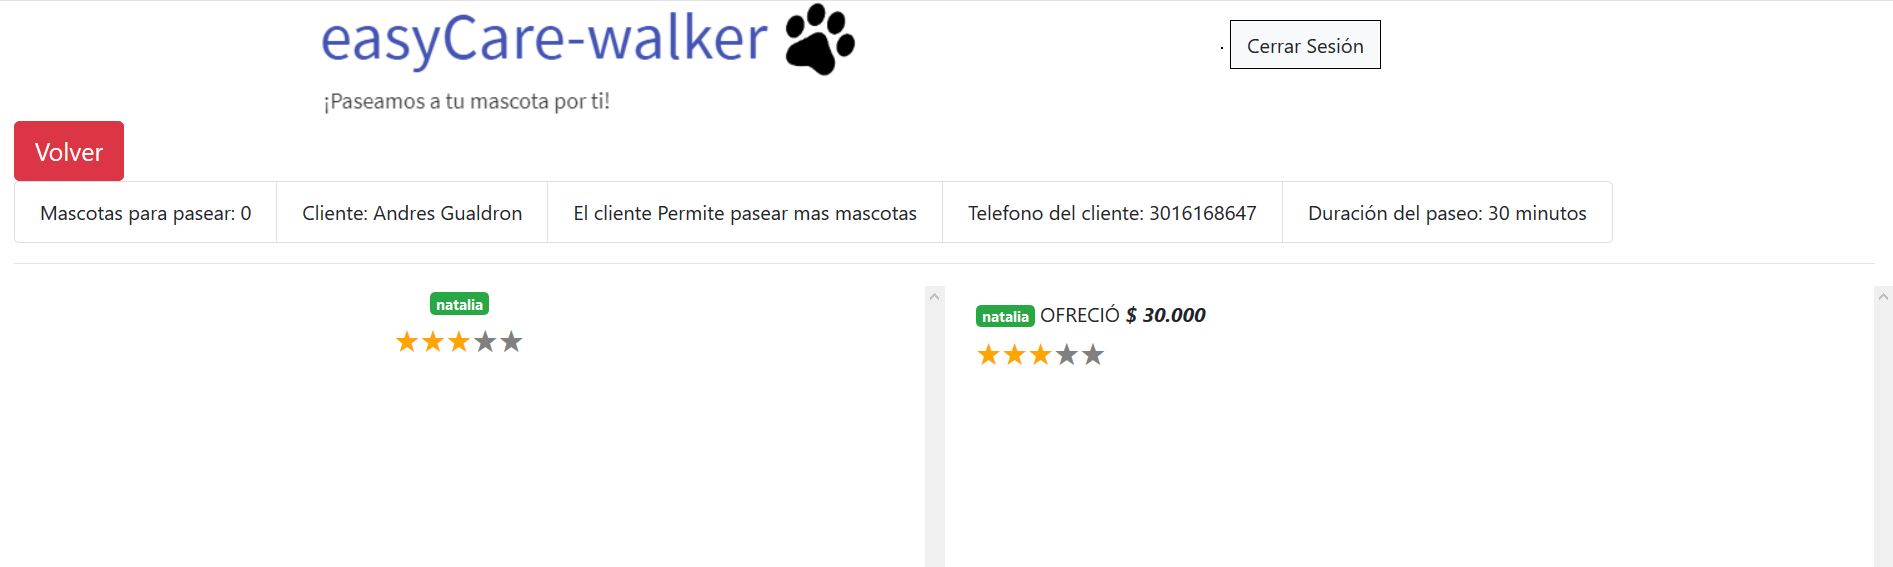 easyCare-walker
Cerrar Sesión
¡Paseamos a tu mascota por ti!
Volver
Mascotas para pasear: 0
Cliente: Andres Gualdron
El cliente Permite pasear mas mascotas
Telefono del cliente: 3016168647
Duración del paseo: 30 minutos
natalia
natalia OFRECIÓ $ 30.000